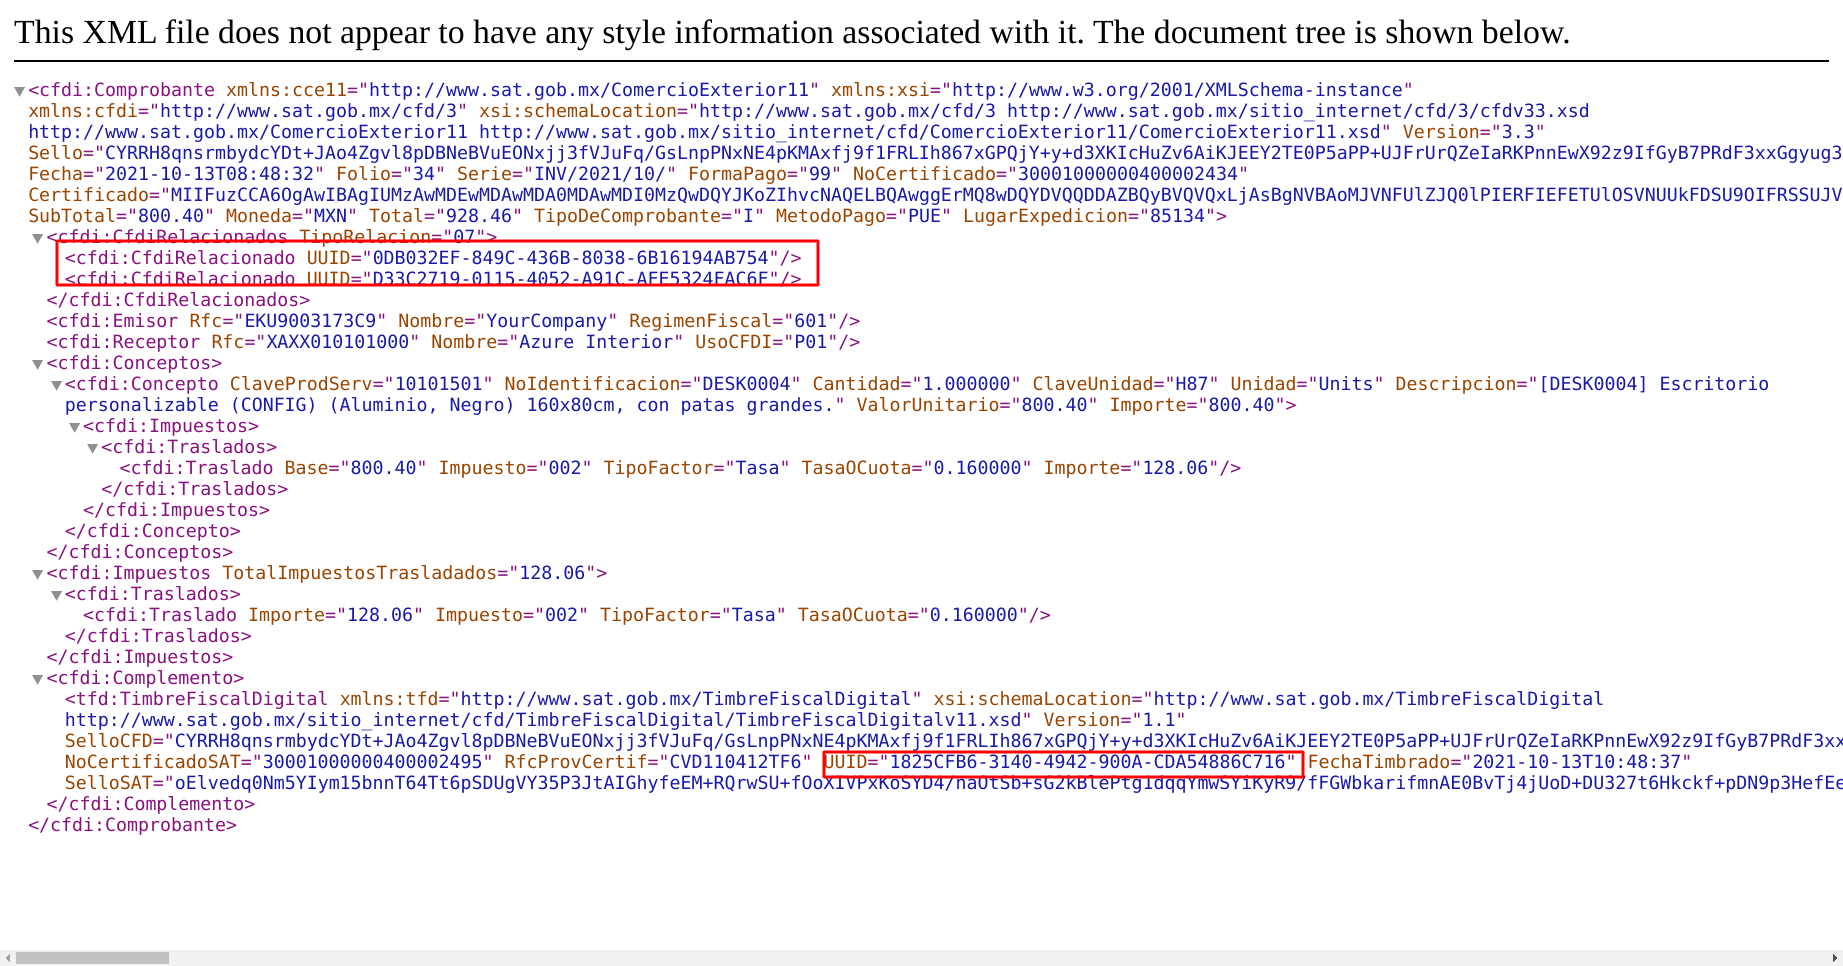 This XML file does not appear to have any style information associated with it. The document tree is shown below.
<cfdi:Comprobante xmlns:cce11="http://www.sat.gob.mx/ComercioExterior11" xmlns:xsi="http://www.w3.org/2001/XMLSchema-instance"
xmlns:cfdi="http://www.sat.gob.mx/cfd/3" xsi:schemaLocation="http://www.sat.gob.mx/cfd/3 http://www.sat.gob.mx/sitio_internet/cfd/3/cfdv33.xsd
http://www.sat.gob.mx/ComercioExterior11 http://www.sat.gob.mx/sitio_internet/cfd/ComercioExterior11/ComercioExterior11.xsd" Version="3.3"
Sello="CYRRH8qnsrmbydcYDt+JAo4Zgvl8pDBNeBVuEONxjj3fVJuFq/GsLnpPNxNE4pKMAxfj9f1FRLIh867xGPQjY+y+d3XKIcHuZv6AiKJEEY2TE0P5aPP+UJFrUrQZeIaRKPnnEwX92z9IfGyB7PRdF3xxGgyug3
Fecha="2021-10-13T08:48:32" Folio="34" Serie="INV/2021/10/" FormaPago="99" NoCertificado="30001000000400002434"
Certificado="MIIFuzCCA6OgAwIBAgIUMzAwMDEwMDAwMDA0MDAwMDI0MzQwDQYJKoZIhvcNAQELBQAwggErMQ8wDQYDVQQDDAZBQyBVQVQxLjAsBgNVBAoMJVNFUlZJQ0lPIERFIEFETUlOSVNUUkFDSU9OIFRSSUJV
SubTotal="800.40" Moneda="MXN" Total="928.46" TipoDeComprobante="I" MetodoPago="PUE" LugarExpedicion="85134">
<cfdi:CfdiRelacionados TipoRelacion="07">
<cfdi:CfdiRelacionado UUID="0DB032EF-849C-436B-8038-6B16194AB754"/>
<cfdi:CfdiRelacionado UUID="D33C2719-0115-4052-A91C-AFE5324FAC6F"/>
</cfdi:CfdiRelacionados>
<cfdi:Emisor Rfc="EKU9003173C9" Nombre="YourCompany" RegimenFiscal="601"/>
<cfdi:Receptor Rfc="XAXX010101000" Nombre="Azure Interior" UsoCFDI="P01"/>
<cfdi:Conceptos>
<cfdi:Concepto ClaveProdServ="10101501" NoIdentificacion="DESK0004" Cantidad="1.000000" ClaveUnidad="H87" Unidad="Units" Descripcion="[DESK0004] Escritorio
personalizable (CONFIG) (Aluminio, Negro) 160x80cm, con patas grandes." ValorUnitario="800.40" Importe="800.40">
<cfdi:Impuestos>
<cfdi:Traslados>
<cfdi:Traslado Base="800.40" Impuesto="002" TipoFactor="Tasa" TasaOCuota="0.160000" Importe="128.06"/>
</cfdi:Traslados>
</cfdi:Impuestos>
</cfdi:Concepto>
</cfdi:Conceptos>
<cfdi:Impuestos TotalImpuestosTrasladados="128.06">
<cfdi:Traslados>
<cfdi:Traslado Importe="128.06" Impuesto="002" TipoFactor="Tasa" TasaOCuota="0.160000"/>
</cfdi:Traslados>
</cfdi:Impuestos>
<cfdi:Complemento>
<tfd:TimbreFiscalDigital xmlns:tfd="http://www.sat.gob.mx/TimbreFiscalDigital" xsi:schemaLocation="http://www.sat.gob.mx/TimbreFiscalDigital
http://www.sat.gob.mx/sitio_internet/cfd/TimbreFiscalDigital/TimbreFiscalDigitalv11.xsd" Version="1.1"
SelloCFD="CYRRH8qnsrmbydcYDt+JAo4Zgvl8pDBNeBVuEONxjj3fVJuFq/GsLnpPNxNE4pKMAxfj9f1FRLIh867xGPQjY+y+d3XKIcHuZv6AiKJEEY2TE0P5aPP+UJFrUrQZeIaRKPnnEwX92z9IfGyB7PRdF3xx
NoCertificadoSAT="30001000000400002495" RfcProvCertif="CVD110412TF6" UUID="1825CFB6-3140-4942-900A-CDA54886C716" FechaTimbrado="2021-10-13T10:48:37"
SelloSAT="oElvedq0Nm5YIym15bnnT64Tt6pSDUgVY35P3JtAIGhyfeEM+RQrwSU+fOoXIVPxKoSYD4/naUtSb+sG2kBlePtg1dqqYmwSYiKyR9/fFGWbkarifmnAE0BvTj4jUoD+DU327t6Hkckf+pDN9p3HefEe
</cfdi:Complemento>
</cfdi:Comprobante>